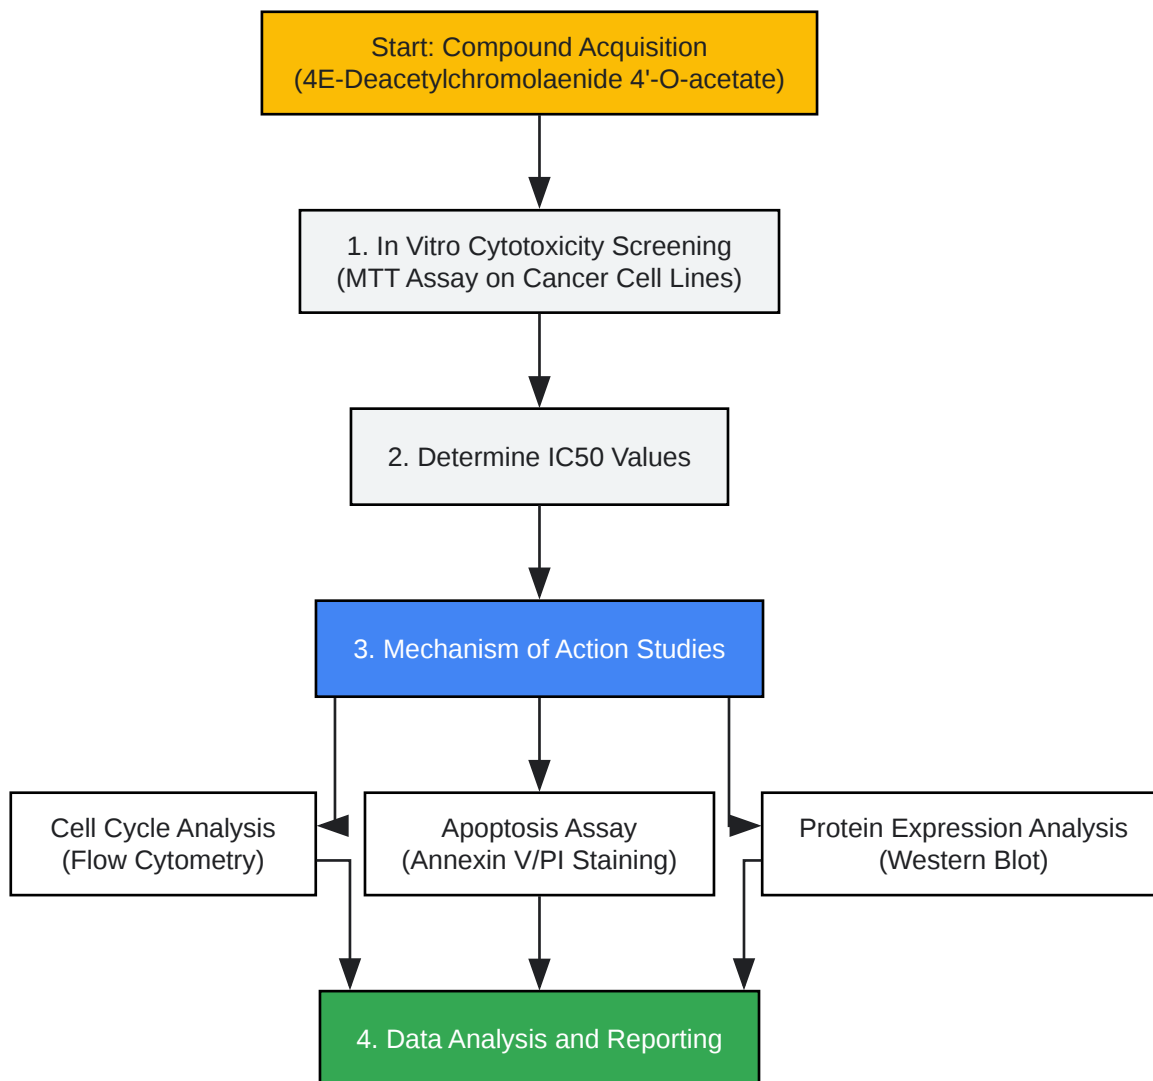 Start: Compound Acquisition
(4E-Deacetylchromolaenide 4'-O-acetate)
1. In Vitro Cytotoxicity Screening
(MTT Assay on Cancer Cell Lines)
2. Determine IC50 Values
3. Mechanism of Action Studies
Cell Cycle Analysis
(Flow Cytometry)
Apoptosis Assay
(Annexin V/PI Staining)
Protein Expression Analysis
(Western Blot)
4. Data Analysis and Reporting